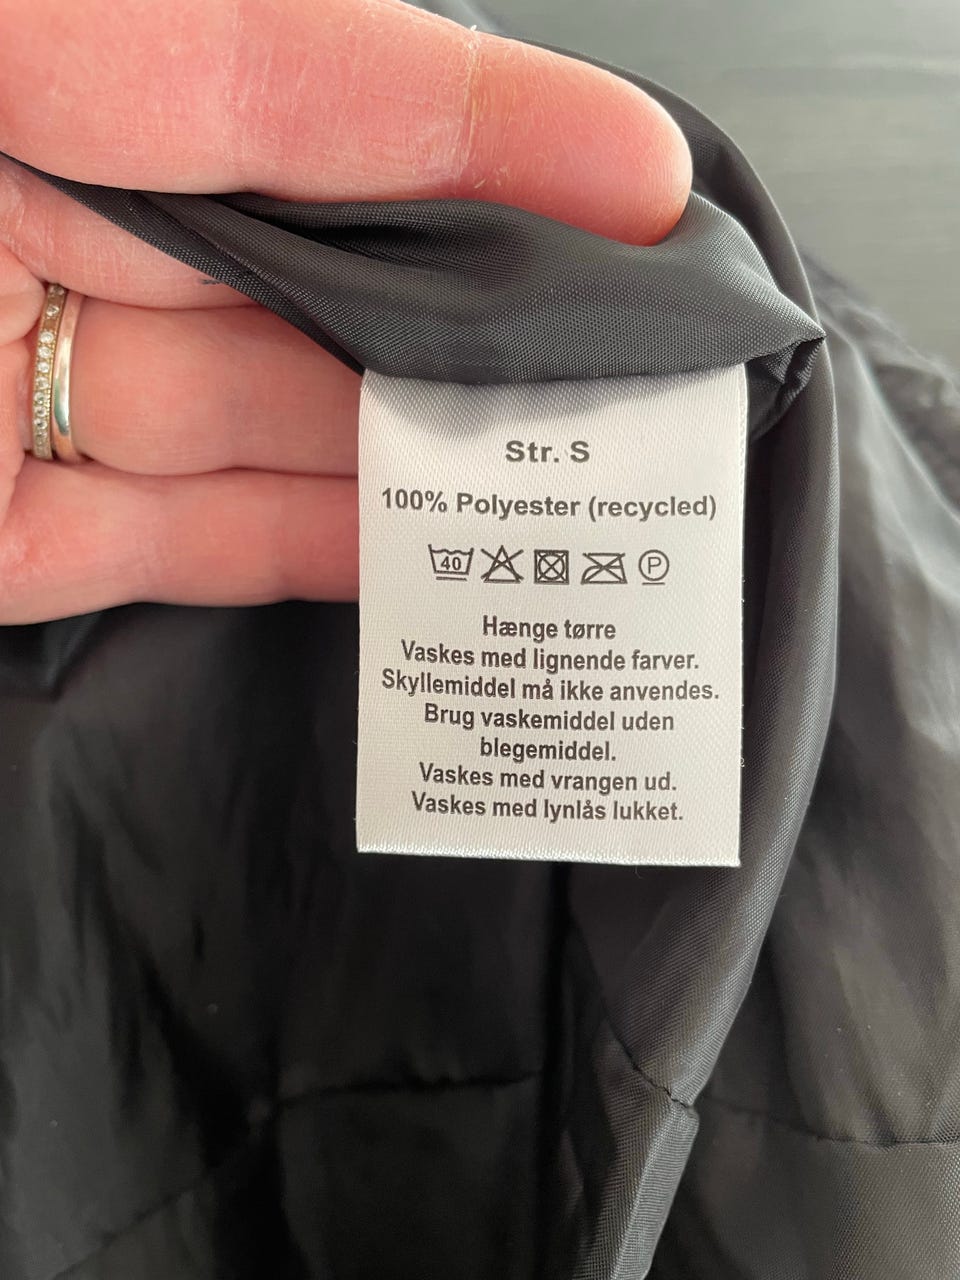 Str. S
100% Polyester (recycled)
40 P
Hænge tørre
Vaskes med lignende farver.
Skyllemiddel må ikke anvendes.
Brug vaskemiddel uden
blegemiddel.
Vaskes med vrangen ud.
Vaskes med lynlås lukket.